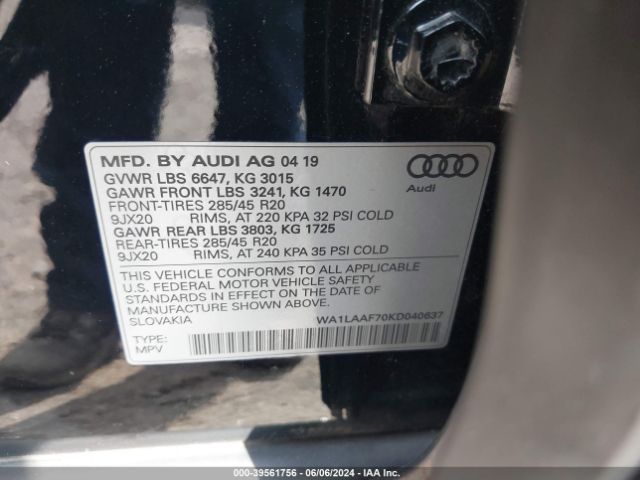 MFD. BY AUDI AG 04 19
GVWR LBS 6647, KG 3015
GAWR FRONT LBS 3241, KG 1470
FRONT-TIRES 285/45 R20
9JX20 RIMS, AT 220 KPA 32 PSI COLD
GAWR REAR LBS 3803, KG 1725
REAR-TIRES 285/45 R20
9JX20 RIMS, AT 240 KPA 35 PSI COLD
Audi
THIS VEHICLE CONFORMS TO ALL APPLICABLE
U.S. FEDERAL MOTOR VEHICLE SAFETY
STANDARDS IN EFFECT ON THE DATE OF
MANUFACTURE SHOWN ABOVE.
SLOVAKIA
WA1LAAF70KD040637
TYPE:
MPV
000-39561756 - 06/06/2024 - IAA Inc.